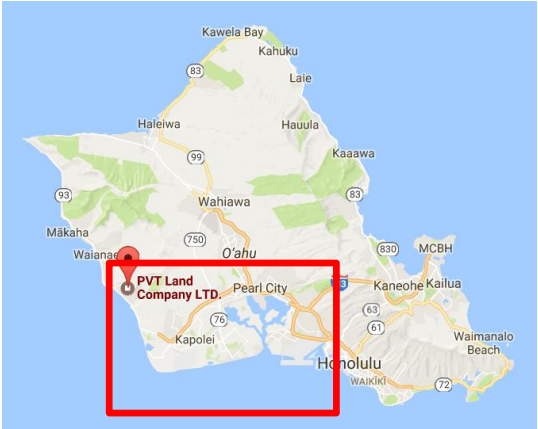 Kawela Bay
Kahuku
83
Laie
Haleiwa
Hauula
99
Kaaawa
93
Wahiawa
83
Mākaha
750
O'ahu
830
MCBH
Waianae
PVT Land
Company LTD.
Pearl City
Kaneohe
Kailua
76
63
61
Kapolei
Waimanalo
Beach
Honolulu
WAIKIKI
72